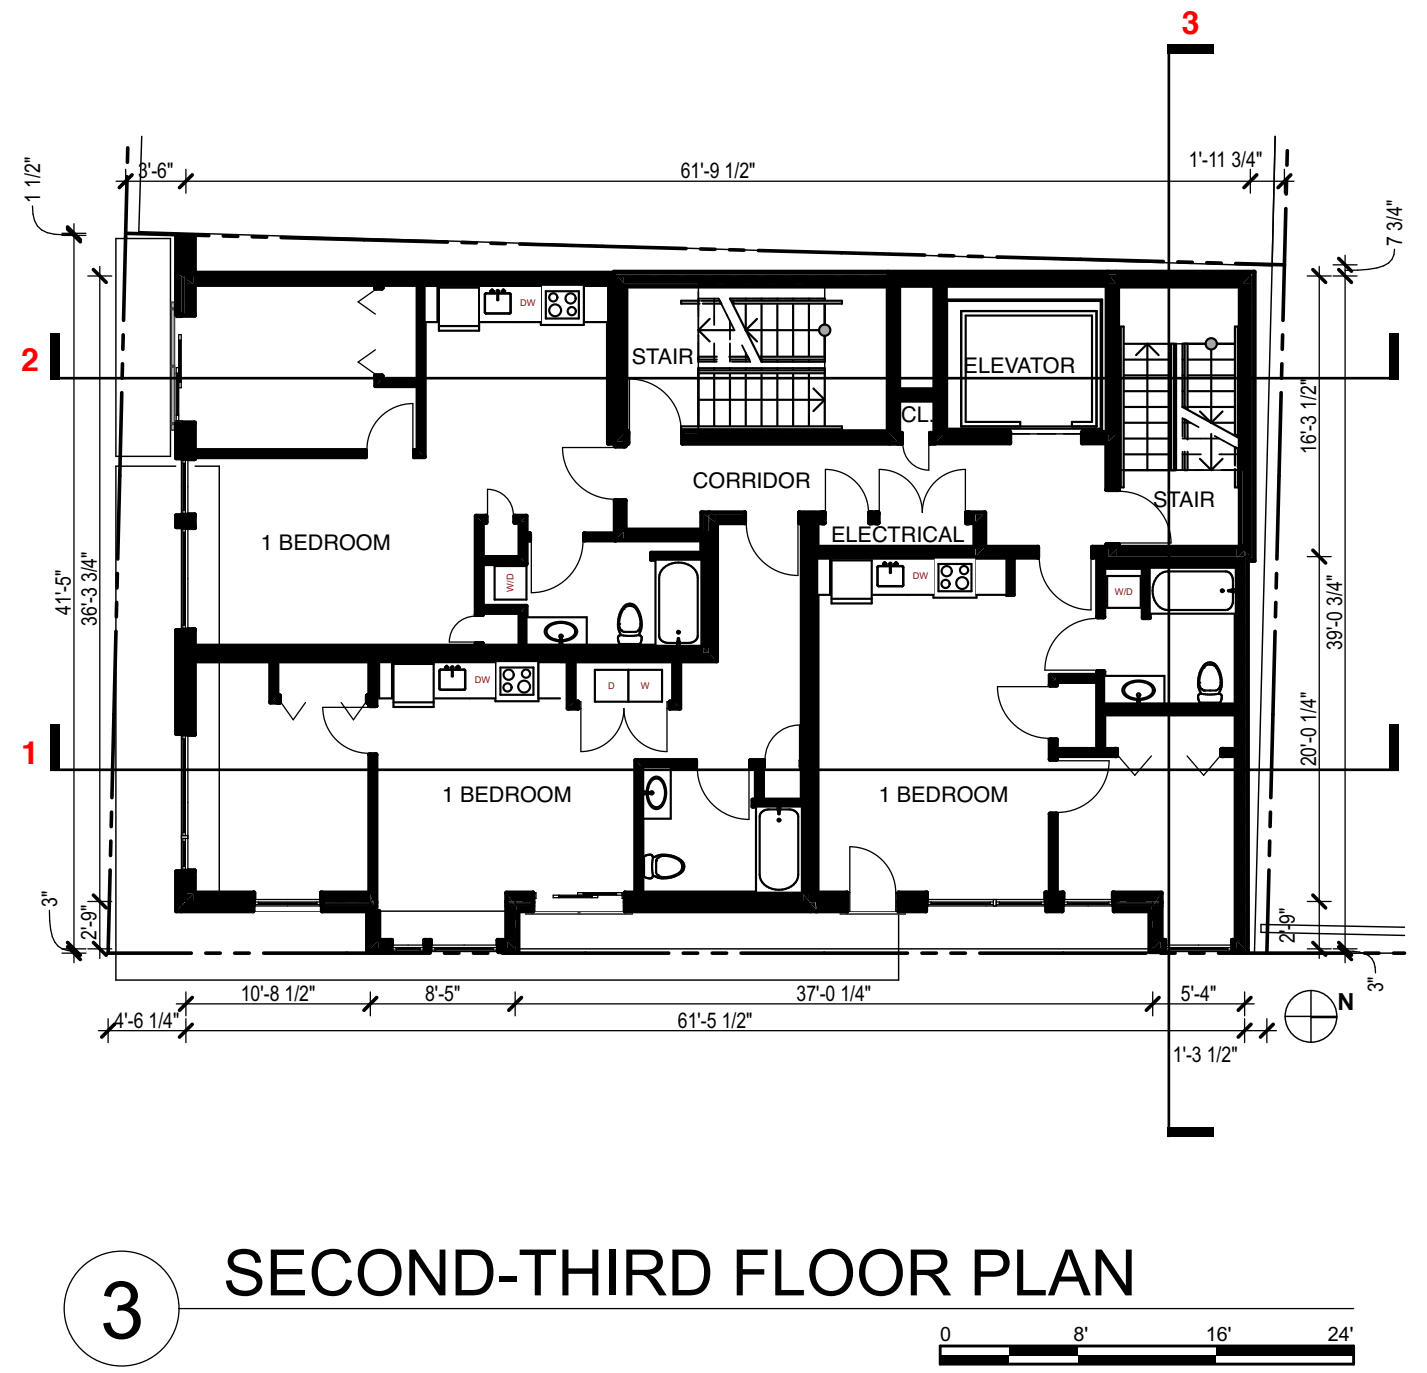 3
3'-6"
61'-9 1/2"
1'-11 3/4"
1 1/2"
7 3/4"
DW
2
STAIR
ELEVATOR
CL.
16'-3 1/2"
CORRIDOR
STAIR
1 BEDROOM
ELECTRICAL
41'-5"
36'-3 3/4"
W/D
DW
W/D
39'-0 3/4"
DW
D
W
1
20'-0 1/4"
1 BEDROOM
1 BEDROOM
3"
2'-9"
2'-9"
3"
10'-8 1/2"
8'-5"
37'-0 1/4"
5'-4"
N
4'-6 1/4"
61'-5 1/2"
1'-3 1/2"
3
SECOND-THIRD FLOOR PLAN
0
8'
16'
24'